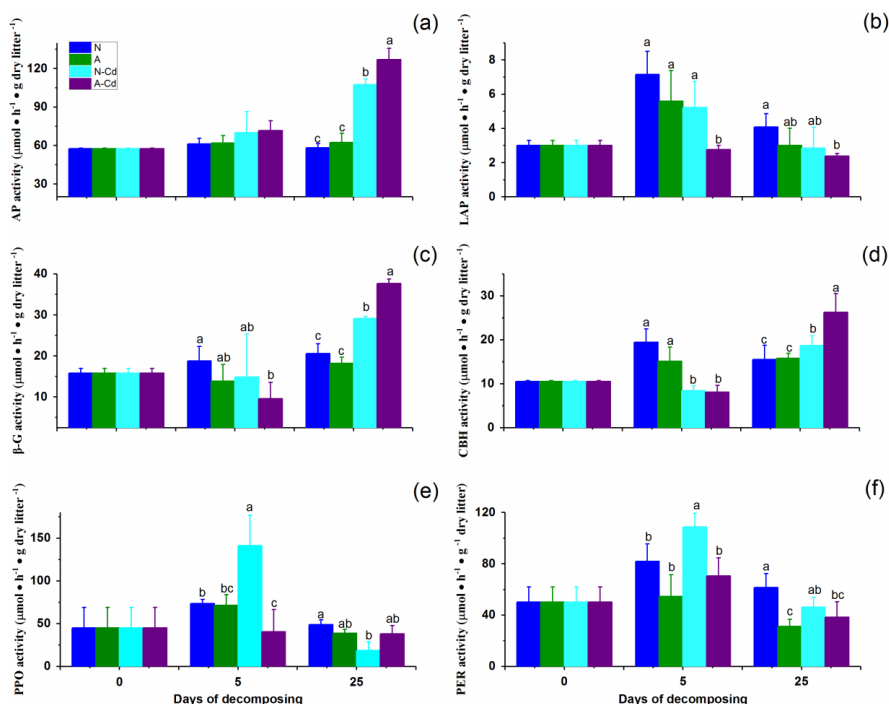 (a)
AP activity (μmol • h⁻¹ • g dry litter⁻¹)
120
90
60
30
N
A
N-Cd
A-Cd
c
c
b
a
(b)
LAP activity (μmol • h⁻¹ • g dry litter⁻¹)
8
6
4
2
0
a
a
a
b
a
ab
ab
b
(c)
β-G activity (μmol • h⁻¹ • g dry litter⁻¹)
40
30
20
10
a
ab
ab
b
c
c
b
a
(d)
CBH activity (μmol • h⁻¹ • g dry litter⁻¹)
30
20
10
0
a
a
b
b
c
c
b
a
(e)
PPO activity (μmol • h⁻¹ • g dry litter⁻¹)
150
100
50
0
b
bc
a
c
a
ab
b
ab
0
5
25
Days of decomposing
(f)
PER activity (μmol • h⁻¹ • g⁻¹ dry litter)
120
80
40
0
b
b
a
b
a
c
ab
bc
0
5
25
Days of decomposing